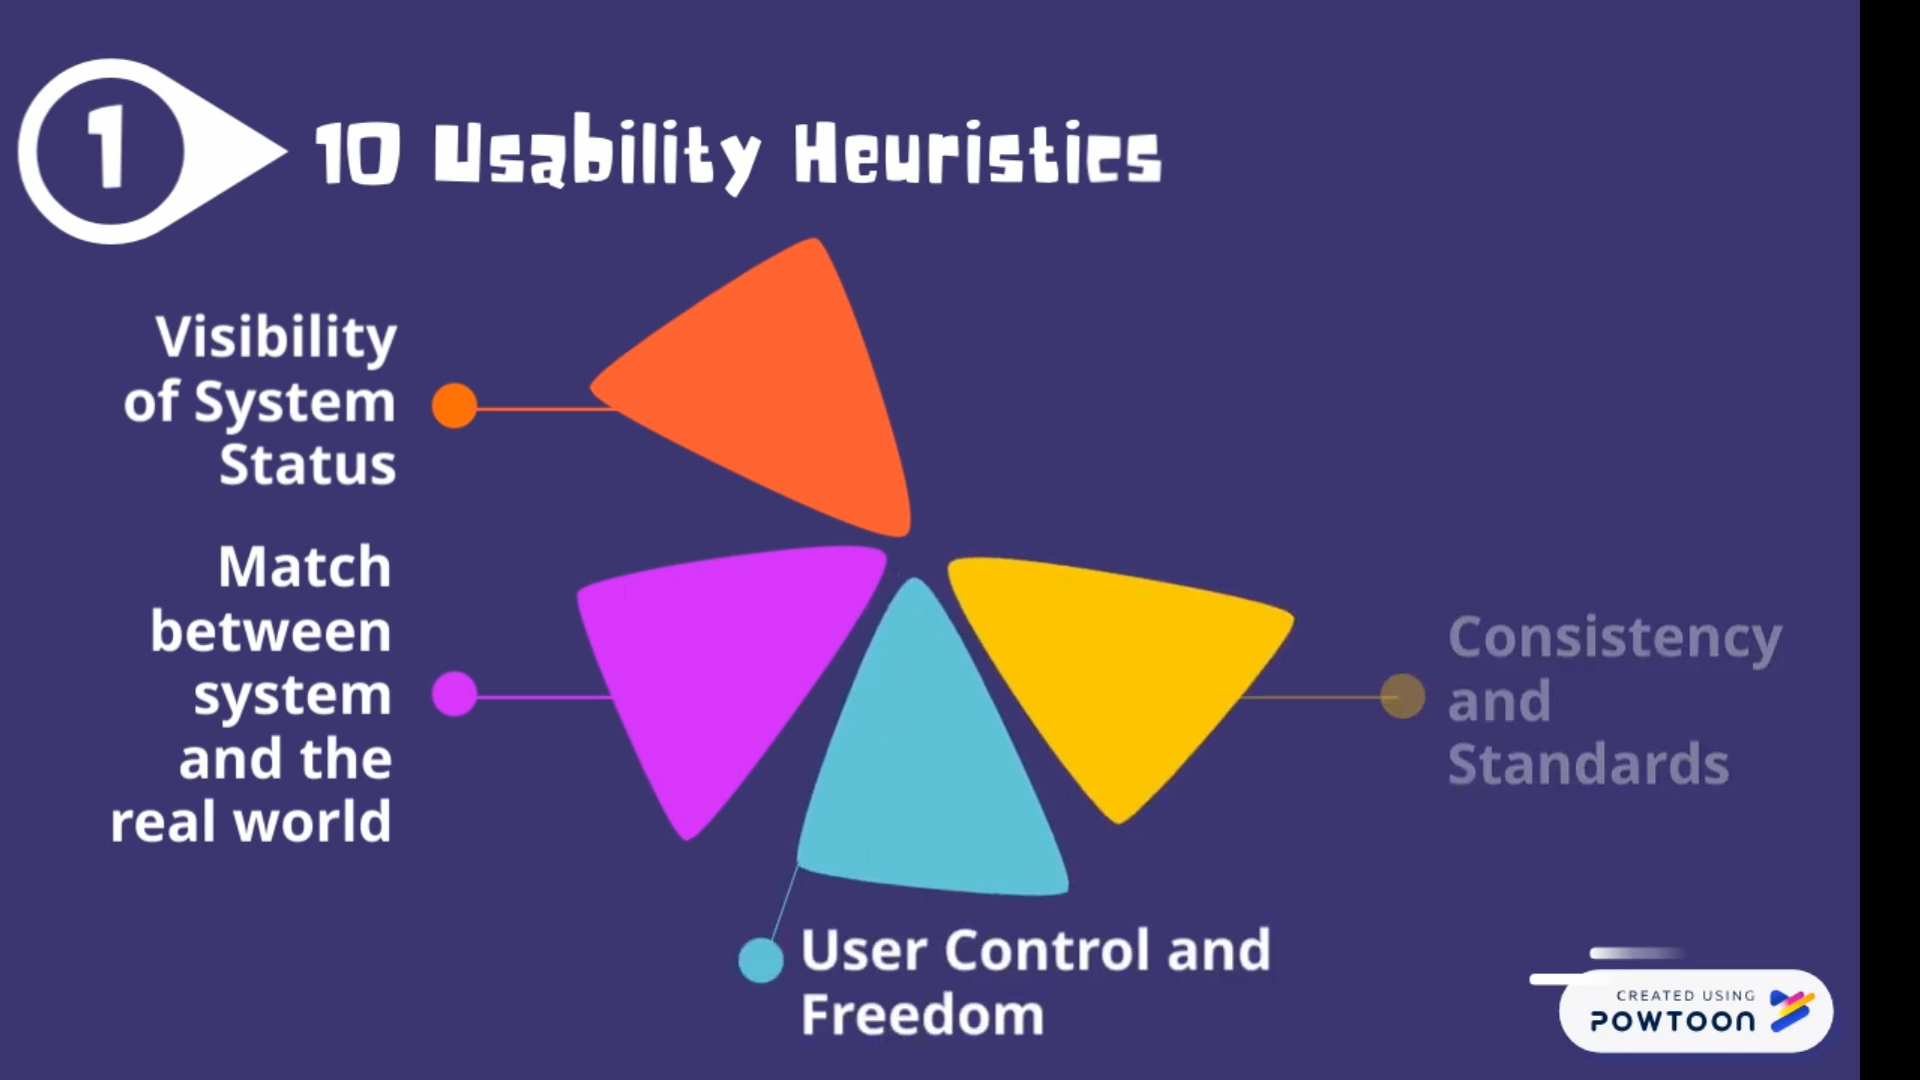 1
10 Usability Heuristics
Visibility
of System
Status
Match
between
system
and the
real world
User Control and
Freedom
Consistency
and
Standards
CREATED USING
POWTOON